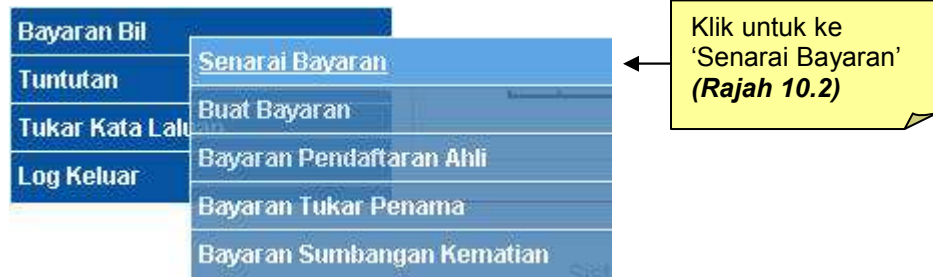 Bayaran Bil
Tuntutan
Tukar Kata Laluan
Log Keluar
Senarai Bayaran
Buat Bayaran
Bayaran Pendaftaran Ahli
Bayaran Tukar Penama
Bayaran Sumbangan Kematian
Klik untuk ke
‘Senarai Bayaran’
(Rajah 10.2)